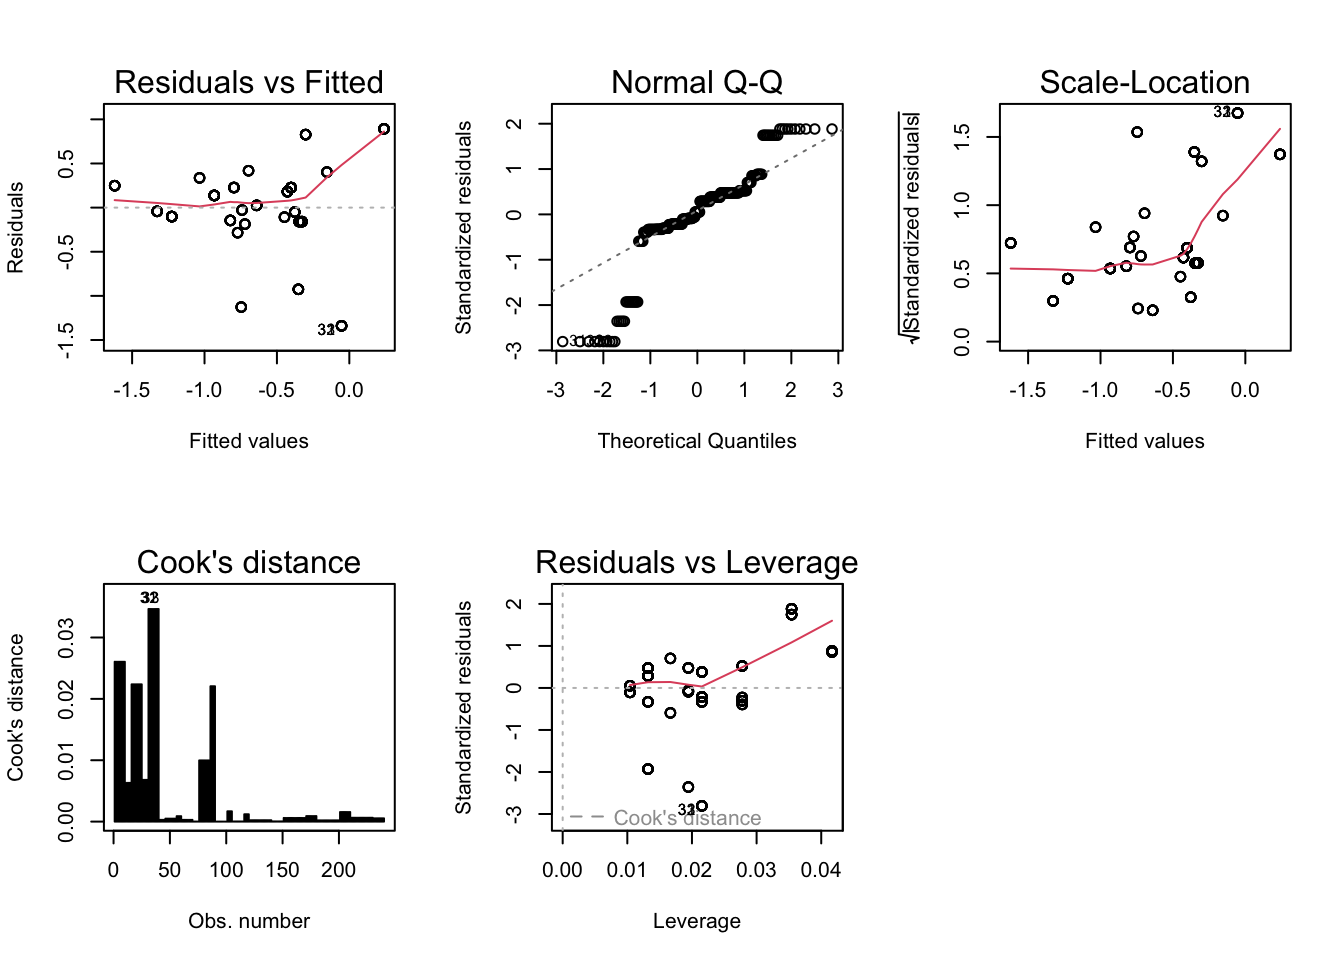 Residuals vs Fitted
Residuals
0.5
-0.5
-1.5
-1.5 -1.0 -0.5 0.0
Fitted values
Normal Q-Q
Standardized residuals
2
1
0
-1
-2
-3
-3 -2 -1 0 1 2 3
Theoretical Quantiles
Scale-Location
√|Standardized residuals|
1.5
1.0
0.5
0.0
-1.5 -1.0 -0.5 0.0
Fitted values
Cook's distance
Cook's distance
0.03
0.02
0.01
0.00
0 50 100 150 200
Obs. number
Residuals vs Leverage
Standardized residuals
2
1
0
-1
-2
-3
Cook's distance
0.00 0.01 0.02 0.03 0.04
Leverage